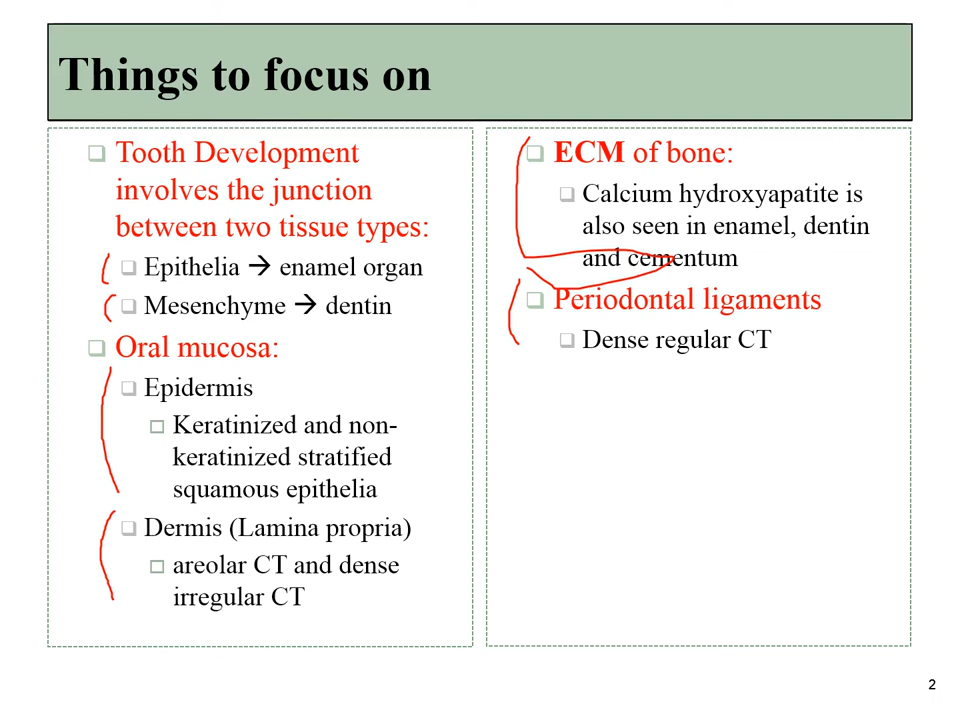 Things to focus on
Tooth Development
involves the junction
between two tissue types:
Epithelia → enamel organ
Mesenchyme → dentin
Oral mucosa:
Epidermis
Keratinized and non-
keratinized stratified
squamous epithelia
Dermis (Lamina propria)
areolar CT and dense
irregular CT
ECM of bone:
Calcium hydroxyapatite is
also seen in enamel, dentin
and cementum
Periodontal ligaments
Dense regular CT
2